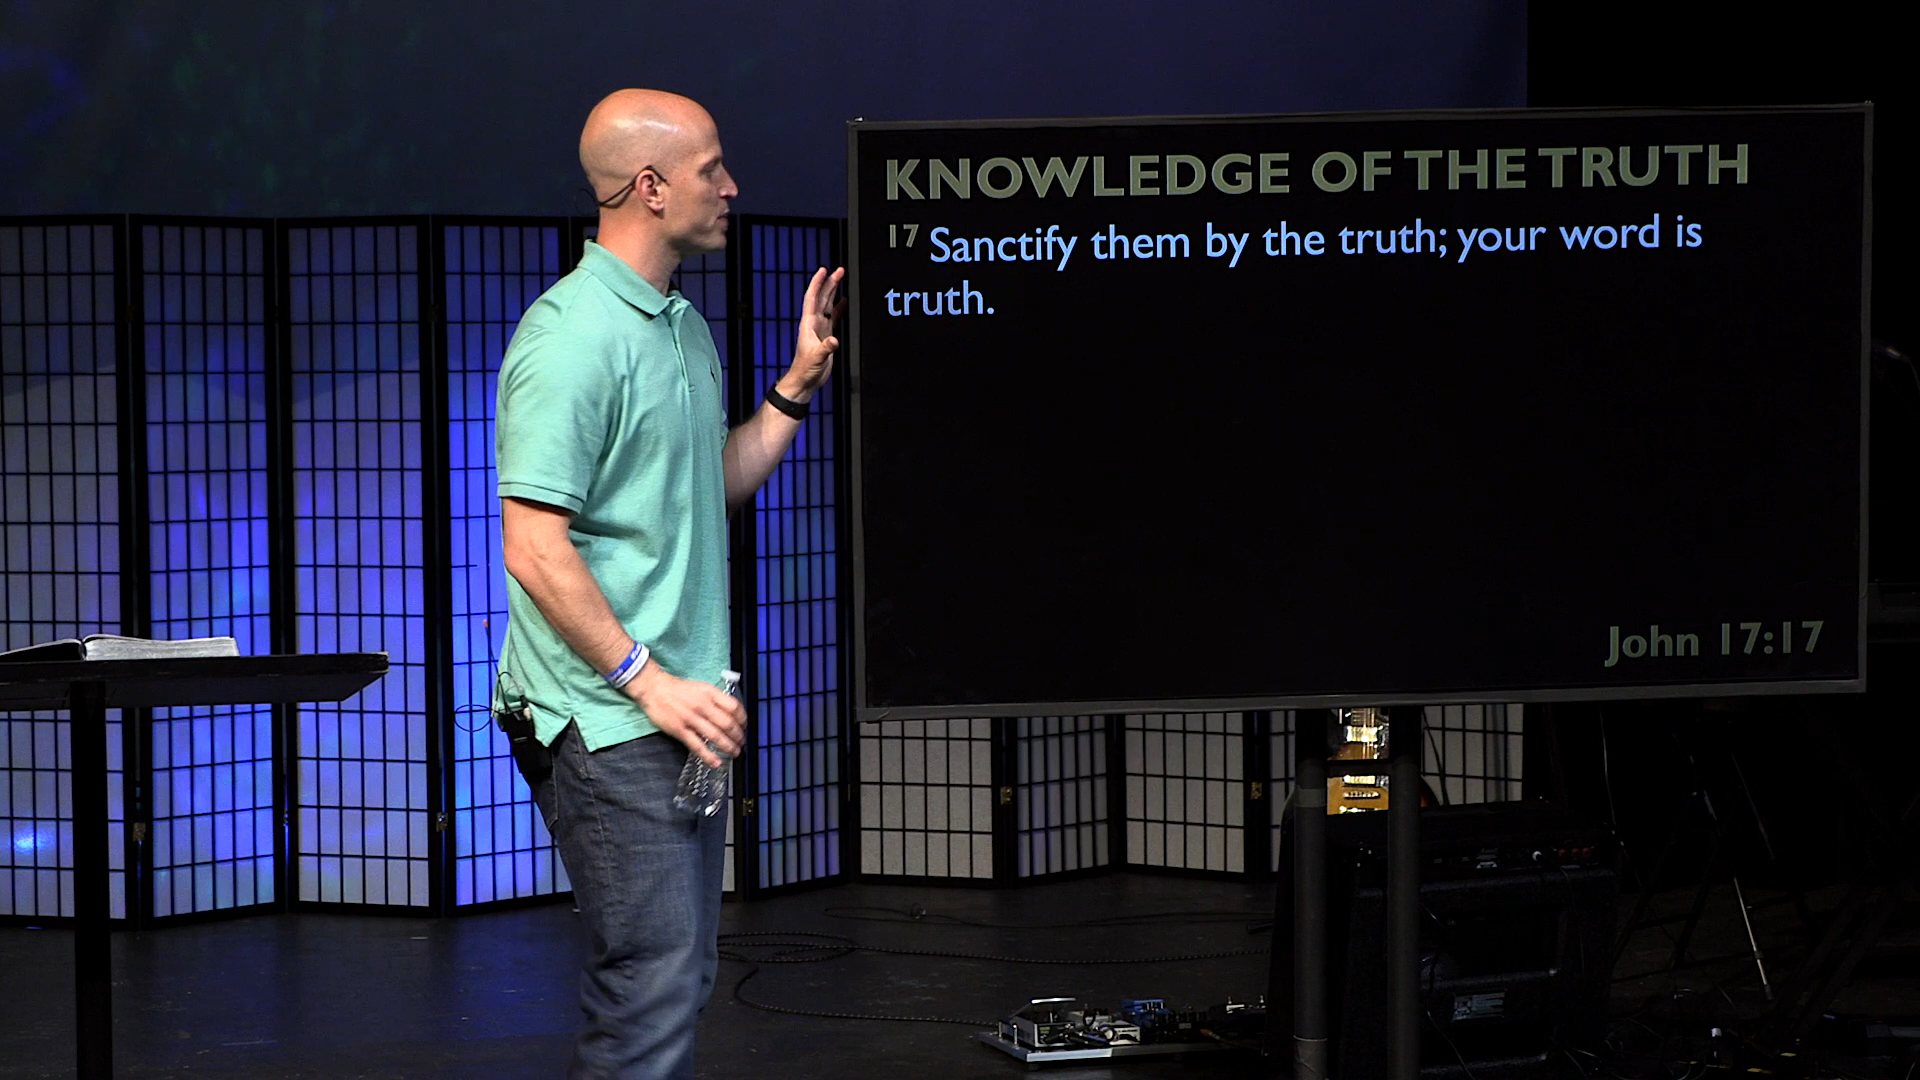 KNOWLEDGE OF THE TRUTH
17 Sanctify them by the truth; your word is
truth.
John 17:17